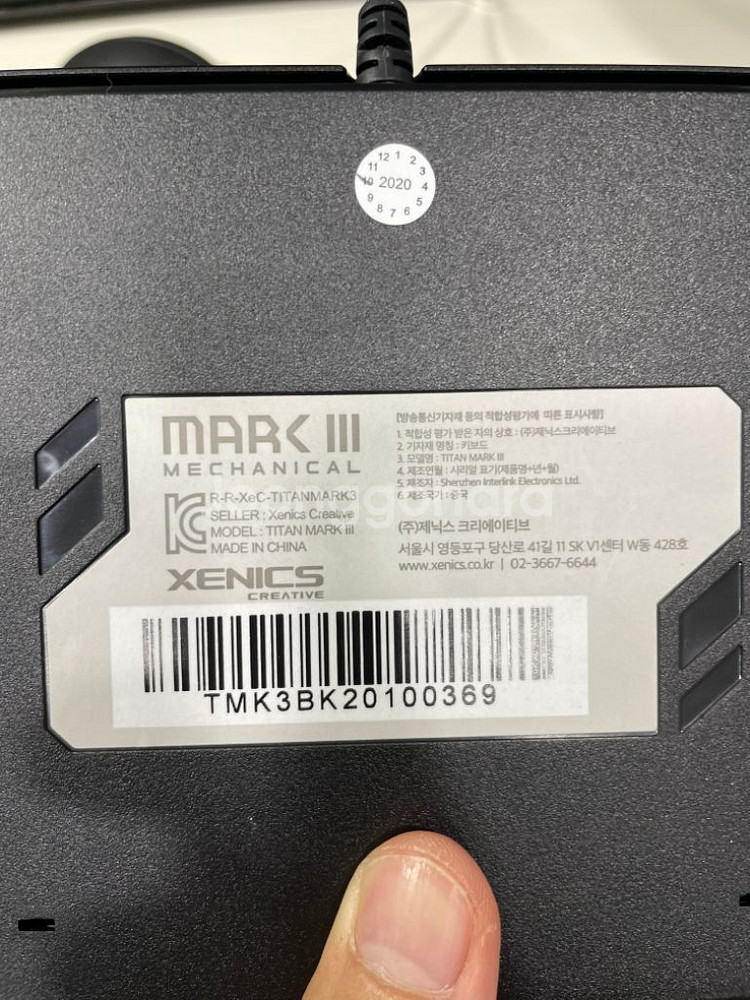 12 1 2 3 4 5 6 7 8 9 10 11
2020
MARK III
MECHANICAL
R-R-XeC-TITANMARK3
SELLER : Xenics Creative
MODEL : TITAN MARK iii
MADE IN CHINA
XENICS
CREATIVE
[방송통신기자재 등의 적합성평가에 따른 표시사항]
1. 적합성 평가 받은 자의 상호 : (주)제닉스크리에이티브
2. 기자재 명칭 : 키보드
3. 모델명 : TITAN MARK III
4. 제조연월 : 시리얼 표기(제품명+년+월)
5. 제조자 : Shenzhen Interlink Electronics Ltd.
6. 제조국가 : 중국
(주)제닉스 크리에이티브
서울시 영등포구 당산로 41길 11 SK V1센터 W동 428호
www.xenics.co.kr | 02-3667-6644
TMK3BK20100369